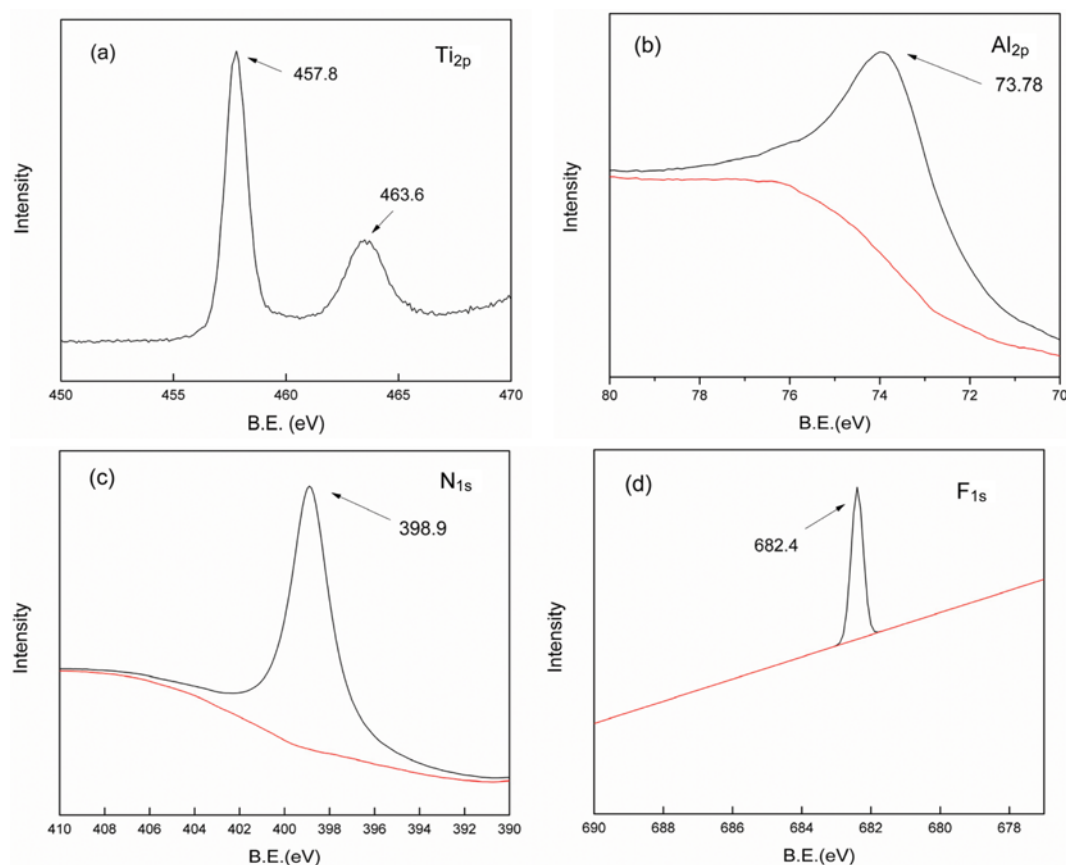 (a)
Ti2p
457.8
463.6
Intensity
450 455 460 465 470
B.E. (eV)
(b)
Al2p
73.78
Intensity
80 78 76 74 72 70
B.E.(eV)
(c)
N1s
398.9
Intensity
410 408 406 404 402 400 398 396 394 392 390
B.E.(eV)
(d)
F1s
682.4
Intensity
690 688 686 684 682 680 678
B.E.(eV)